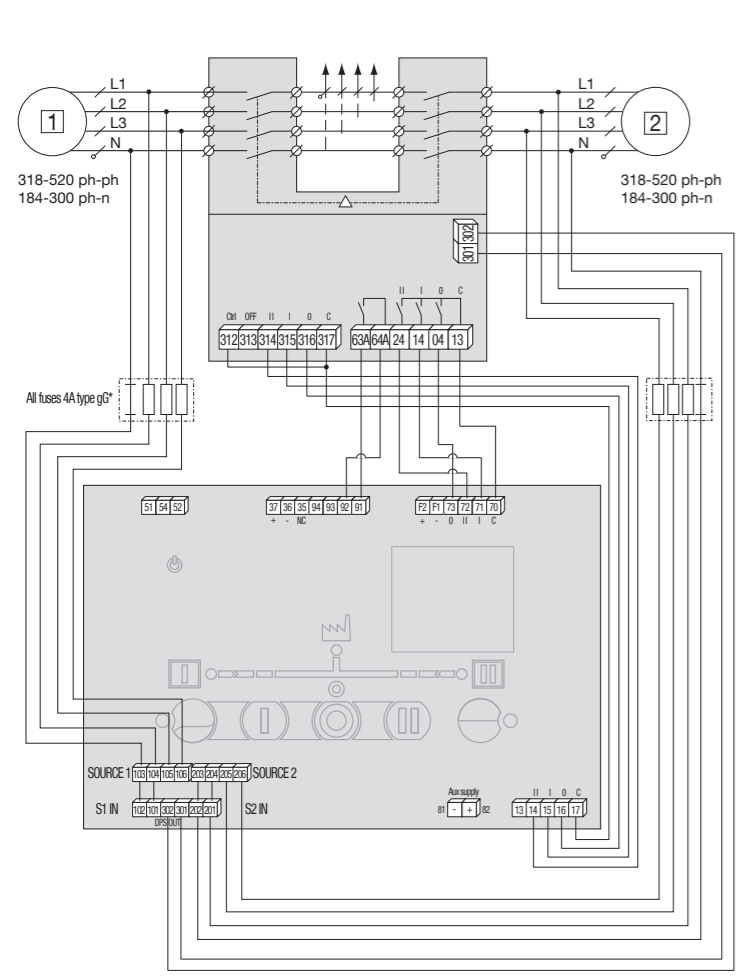 L1 L1
L2 L2
1 L3 L3 2
N N
318-520 ph-ph 318-520 ph-ph
184-300 ph-n 184-300 ph-n
302
301
II I 0 C
Ctrl OFF II I 0 C
312 313 314 315 316 317 63A 64A 24 14 04 13
All fuses 4A type gG*
51 54 52 37 36 35 94 93 92 91 F2 F1 73 72 71 70
+ - NC + - 0 II I C
I II
I II
SOURCE 1 103 104 105 106 203 204 205 206 SOURCE 2
Aux supply II I 0 C
S1 IN 102 101 302 301 202 201 S2 IN 81 - + 82 13 14 15 16 17
DPS OUT